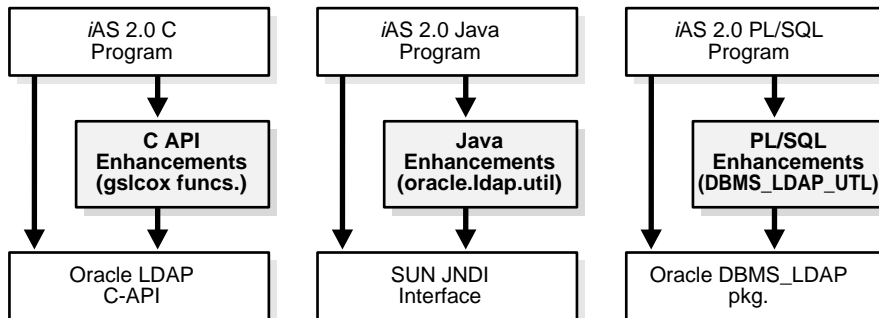 iAS 2.0 C
Program
iAS 2.0 Java
Program
iAS 2.0 PL/SQL
Program
C API
Enhancements
(gslcox funcs.)
Java
Enhancements
(oracle.ldap.util)
PL/SQL
Enhancements
(DBMS_LDAP_UTL)
Oracle LDAP
C-API
SUN JNDI
Interface
Oracle DBMS_LDAP
pkg.